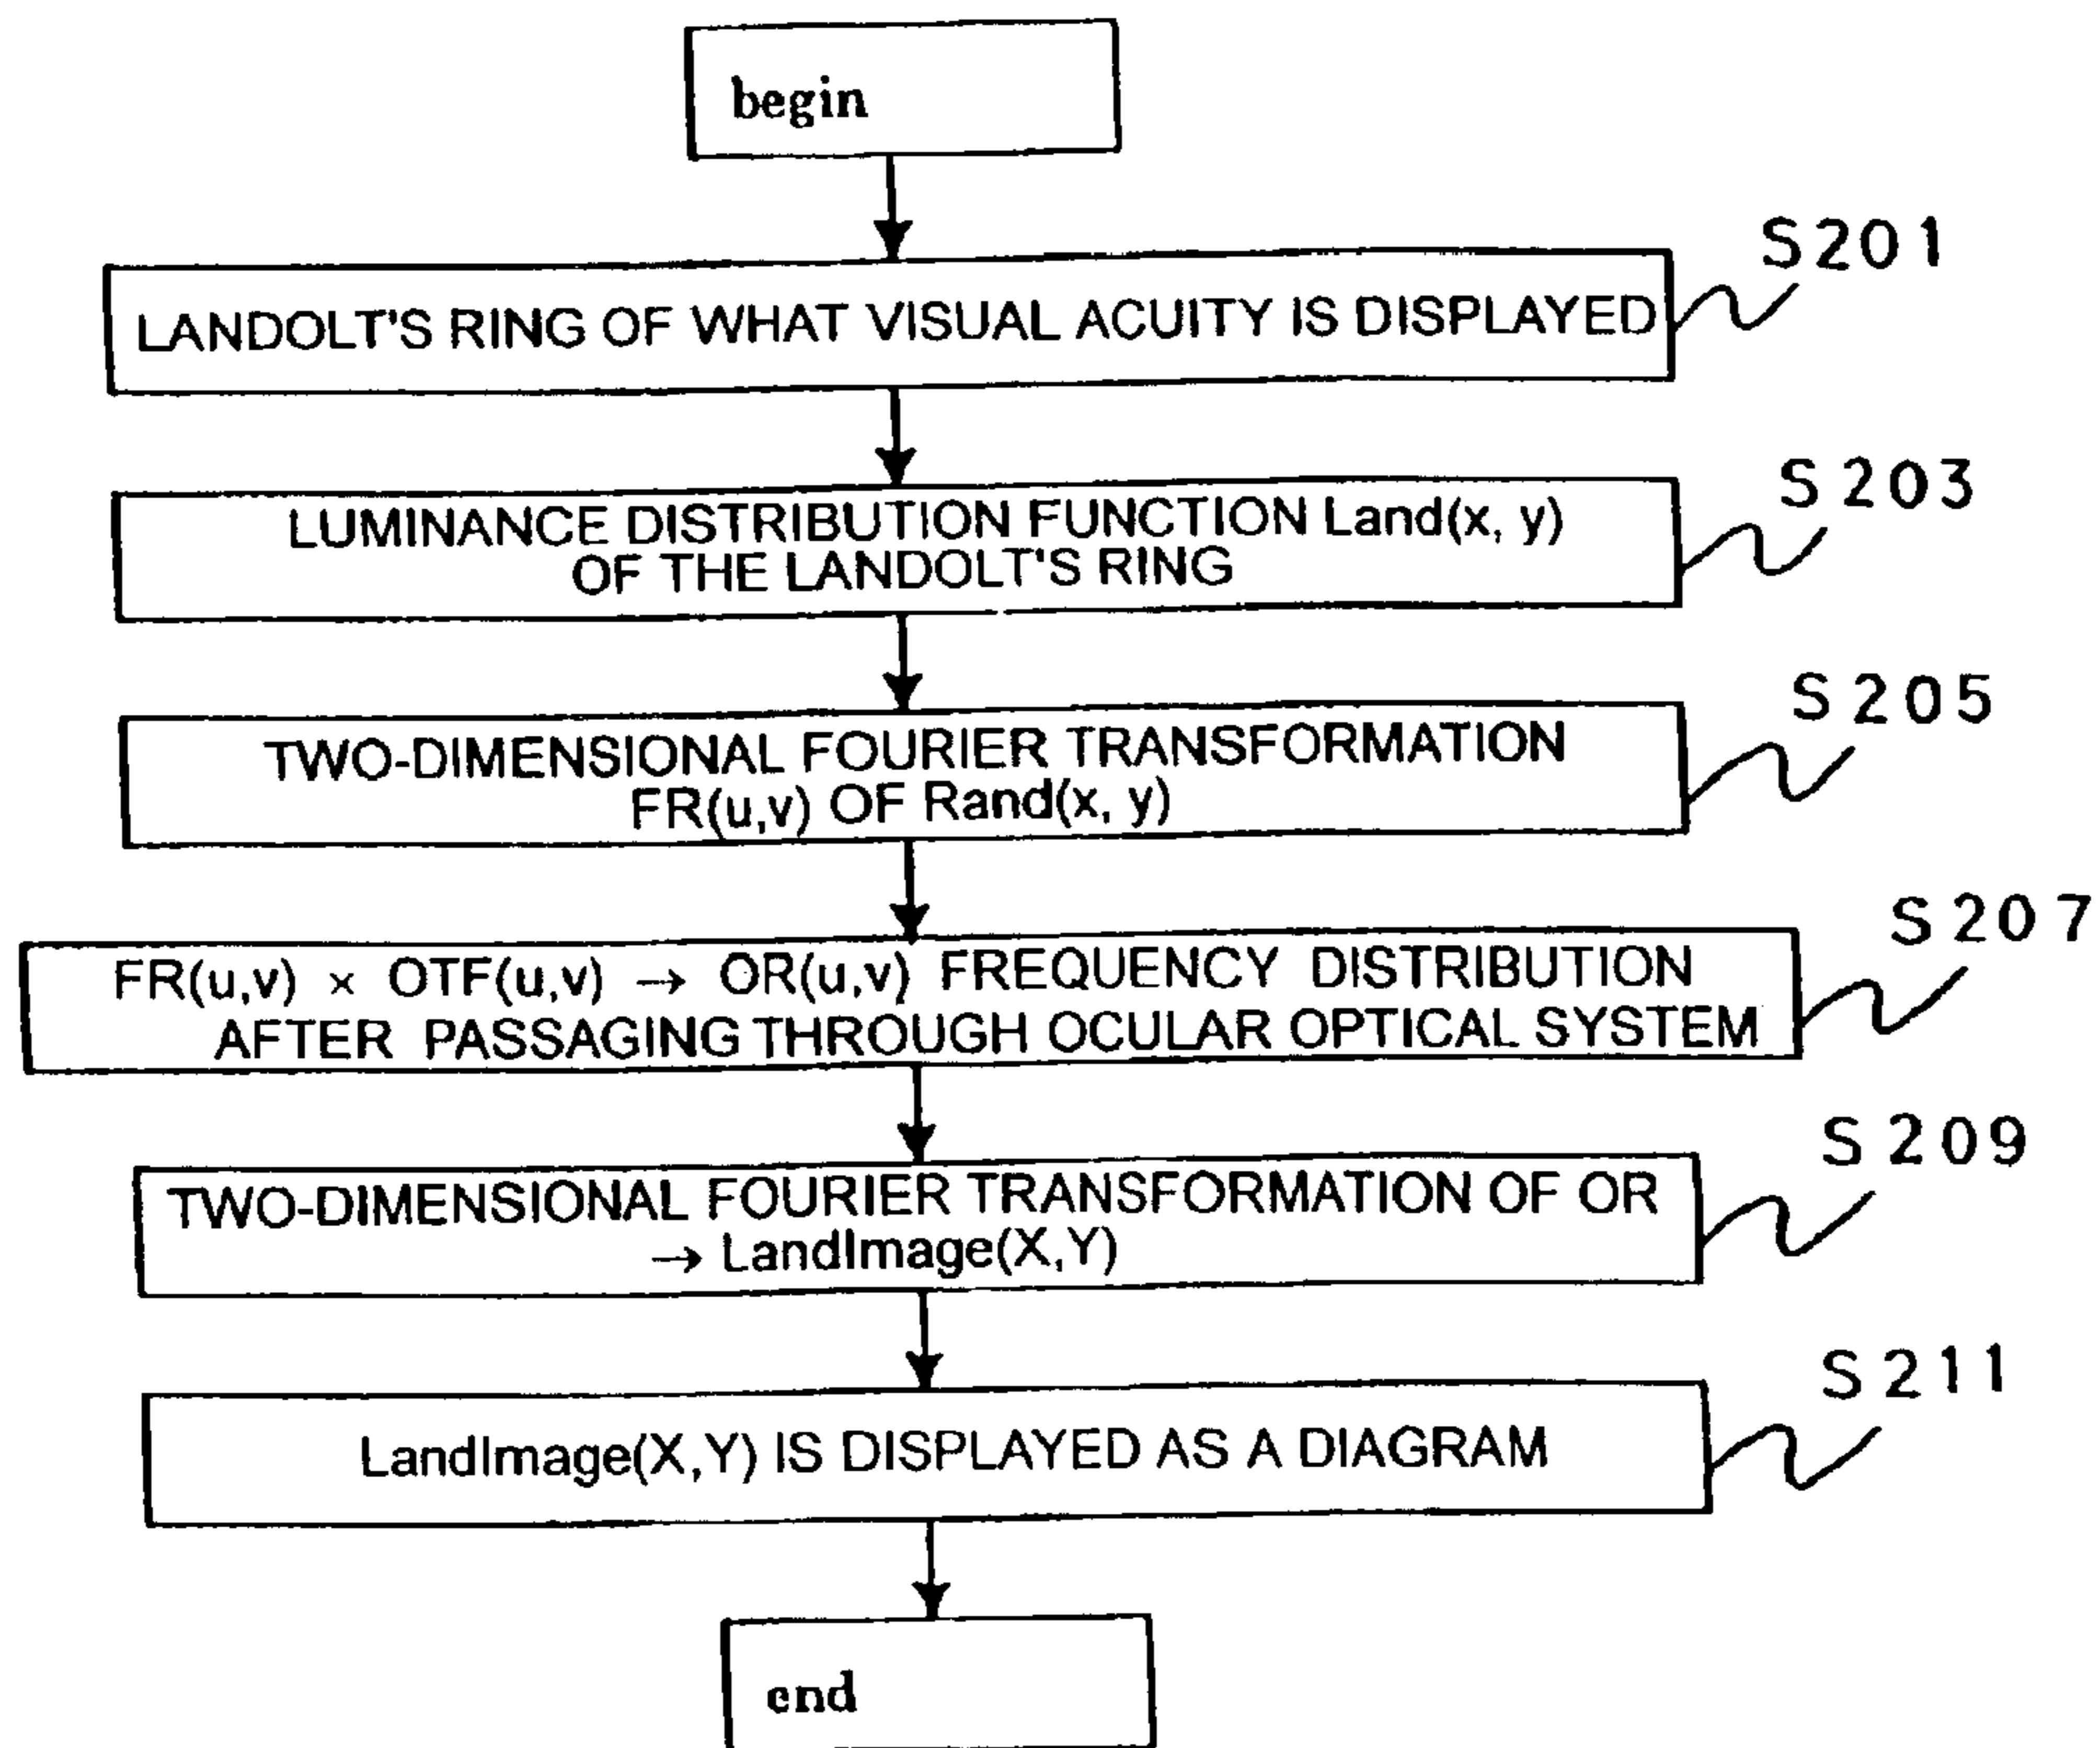 begin
S201
LANDOLT'S RING OF WHAT VISUAL ACUITY IS DISPLAYED
S203
LUMINANCE DISTRIBUTION FUNCTION Land(x, y)
OF THE LANDOLT'S RING
S205
TWO-DIMENSIONAL FOURIER TRANSFORMATION
FR(u,v) OF Rand(x, y)
S207
FR(u,v) × OTF(u,v) → OR(u,v) FREQUENCY DISTRIBUTION
AFTER PASSAGING THROUGH OCULAR OPTICAL SYSTEM
S209
TWO-DIMENSIONAL FOURIER TRANSFORMATION OF OR
→ LandImage(X,Y)
S211
LandImage(X,Y) IS DISPLAYED AS A DIAGRAM
end